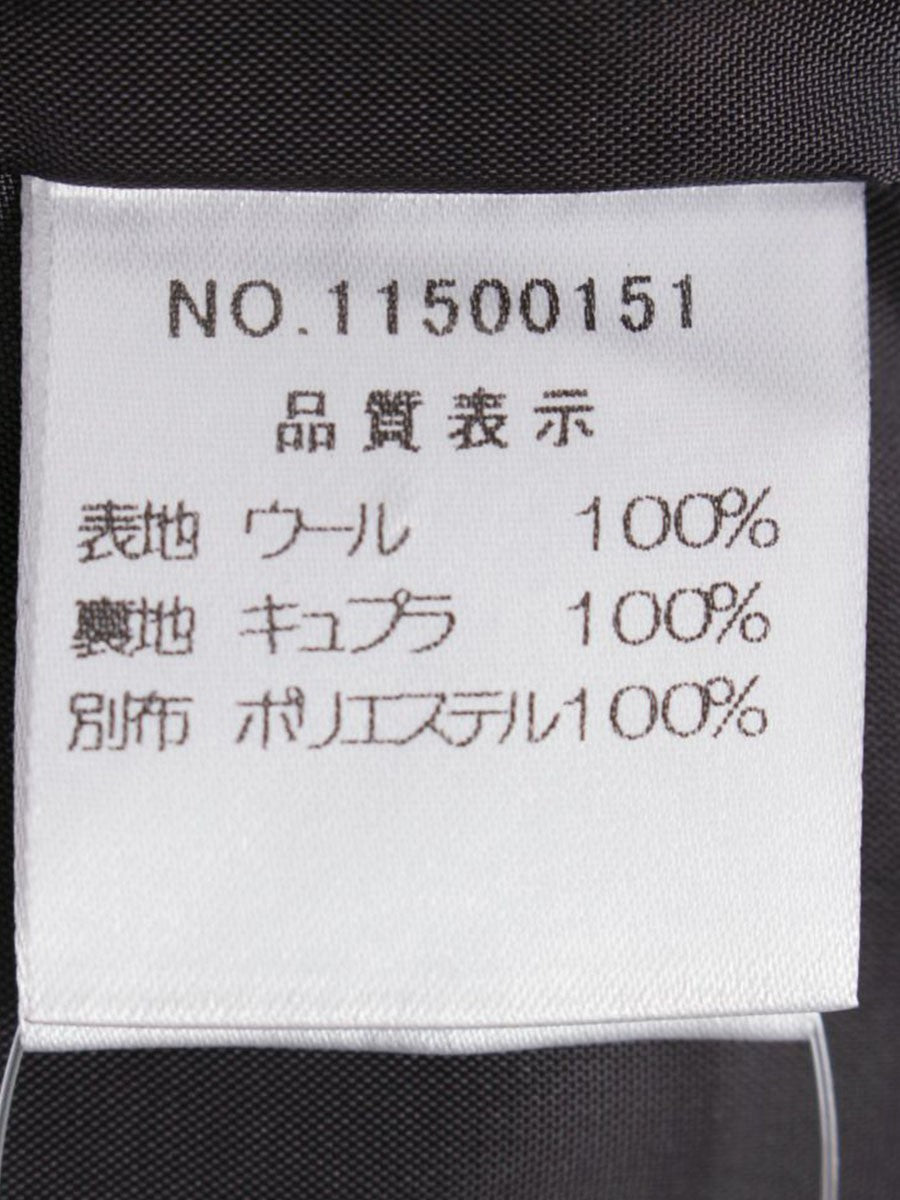 NO.11500151
品質表示
表地 ウール 100%
裏地 キュプラ 100%
別布 ポリエステル100%